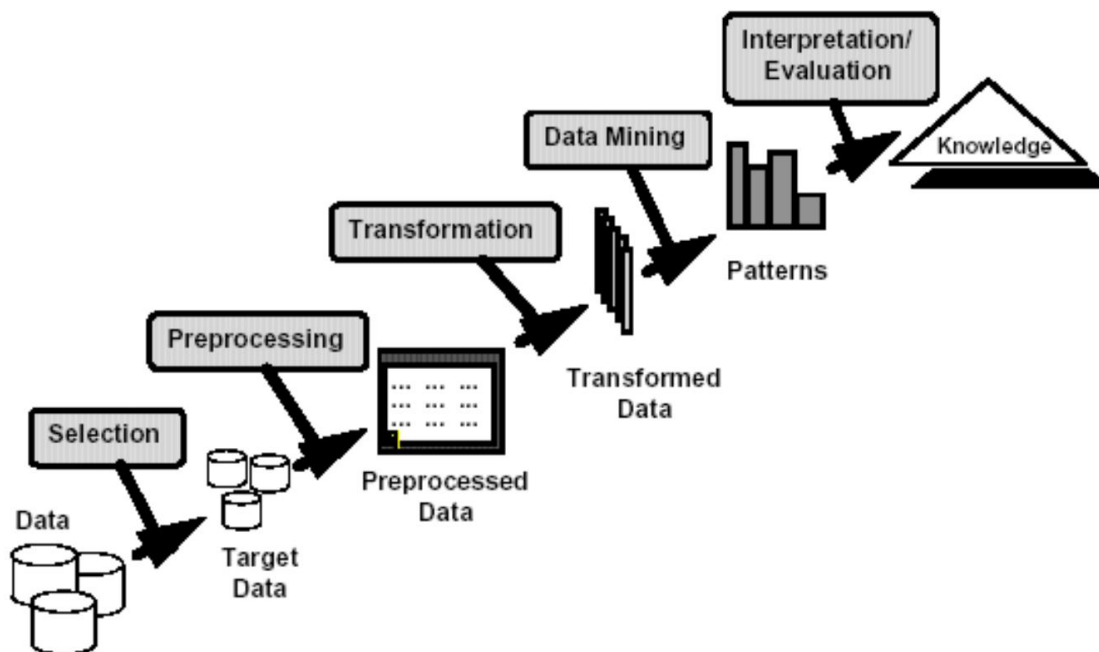 Interpretation/
Evaluation
Knowledge
Data Mining
Patterns
Transformation
Transformed
Data
Preprocessing
Preprocessed
Data
Selection
Target
Data
Data